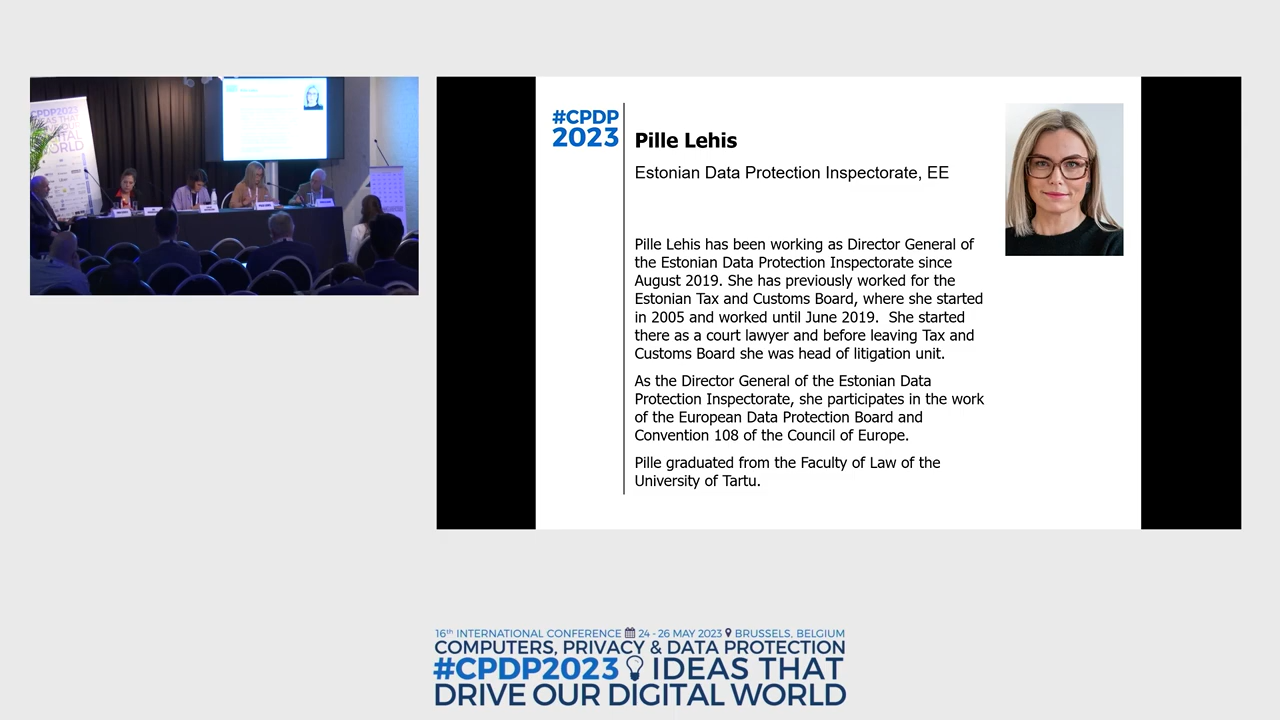 CPDP2023
IDEAS THAT
#CPDP
2023
Pille Lehis
Estonian Data Protection Inspectorate, EE
Pille Lehis has been working as Director General of
the Estonian Data Protection Inspectorate since
August 2019. She has previously worked for the
Estonian Tax and Customs Board, where she started
in 2005 and worked until June 2019.  She started
there as a court lawyer and before leaving Tax and
Customs Board she was head of litigation unit.
As the Director General of the Estonian Data
Protection Inspectorate, she participates in the work
of the European Data Protection Board and
Convention 108 of the Council of Europe.
Pille graduated from the Faculty of Law of the
University of Tartu.
16th INTERNATIONAL CONFERENCE 24 - 26 MAY 2023 BRUSSELS, BELGIUM
COMPUTERS, PRIVACY & DATA PROTECTION
#CPDP2023 IDEAS THAT
DRIVE OUR DIGITAL WORLD